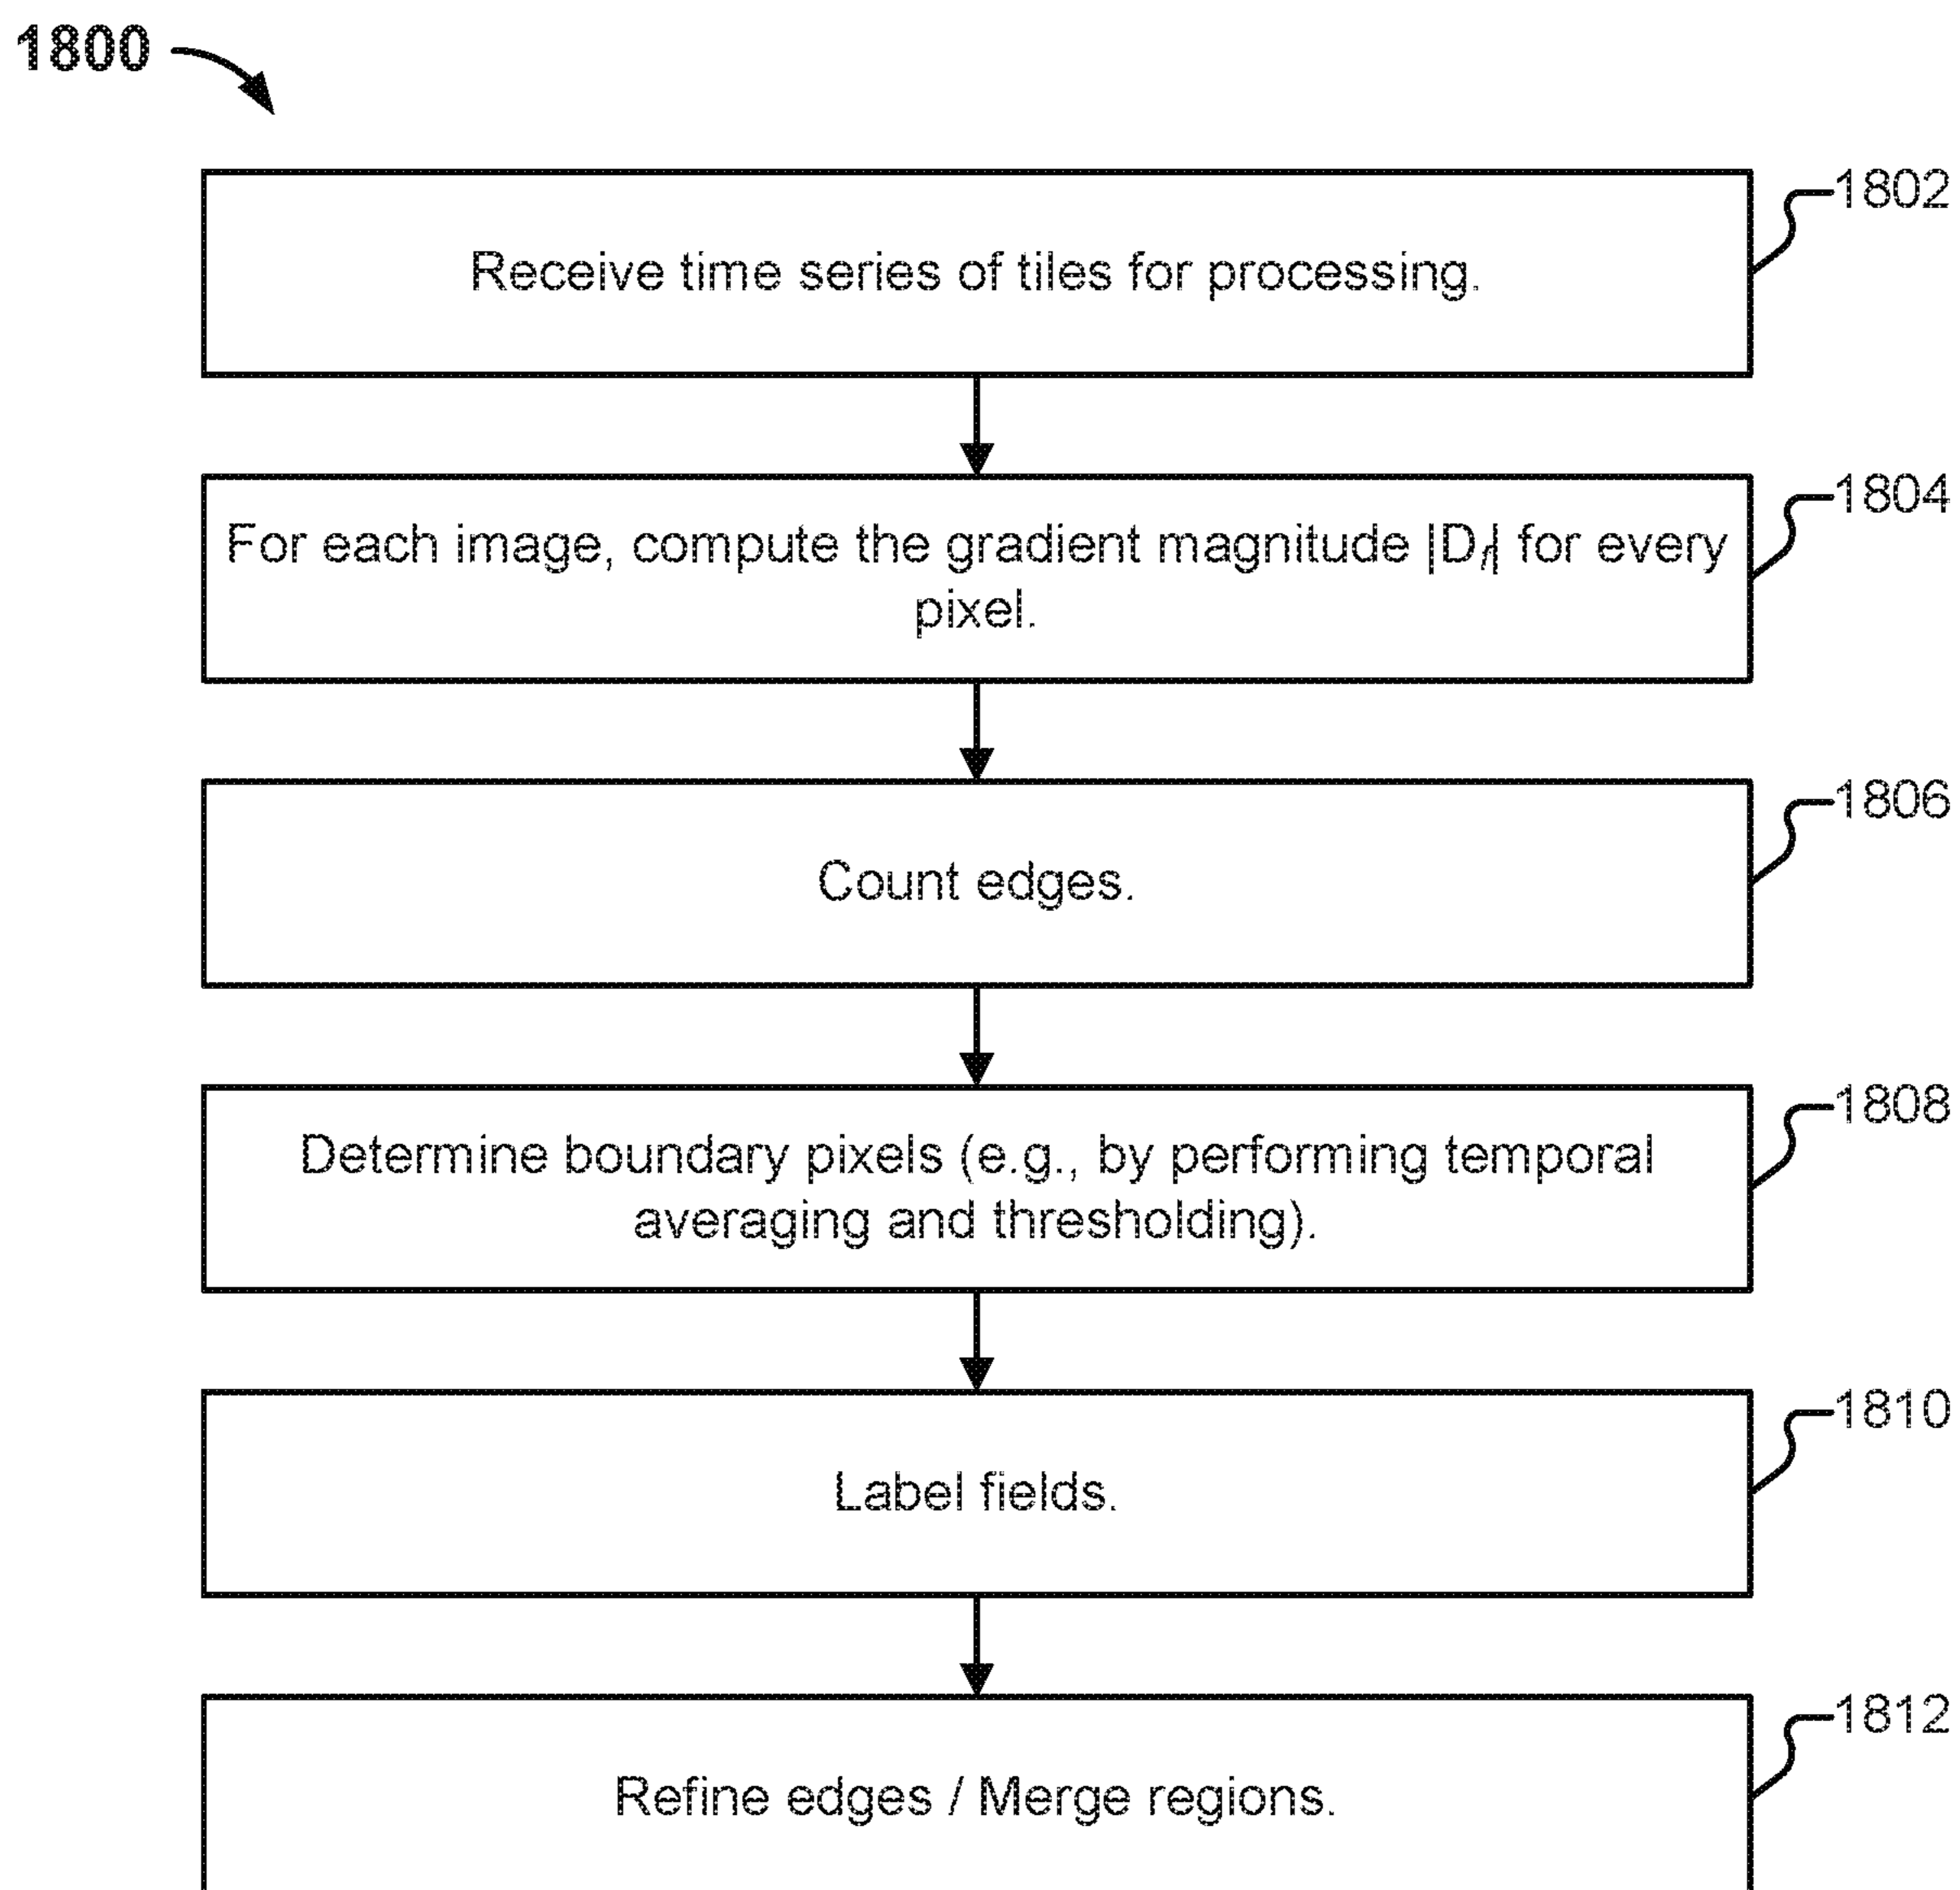 1800
1802
Receive time series of tiles for processing.
1804
For each image, compute the gradient magnitude |D_f| for every
pixel.
1806
Count edges.
1808
Determine boundary pixels (e.g., by performing temporal
averaging and thresholding).
1810
Label fields.
1812
Refine edges / Merge regions.